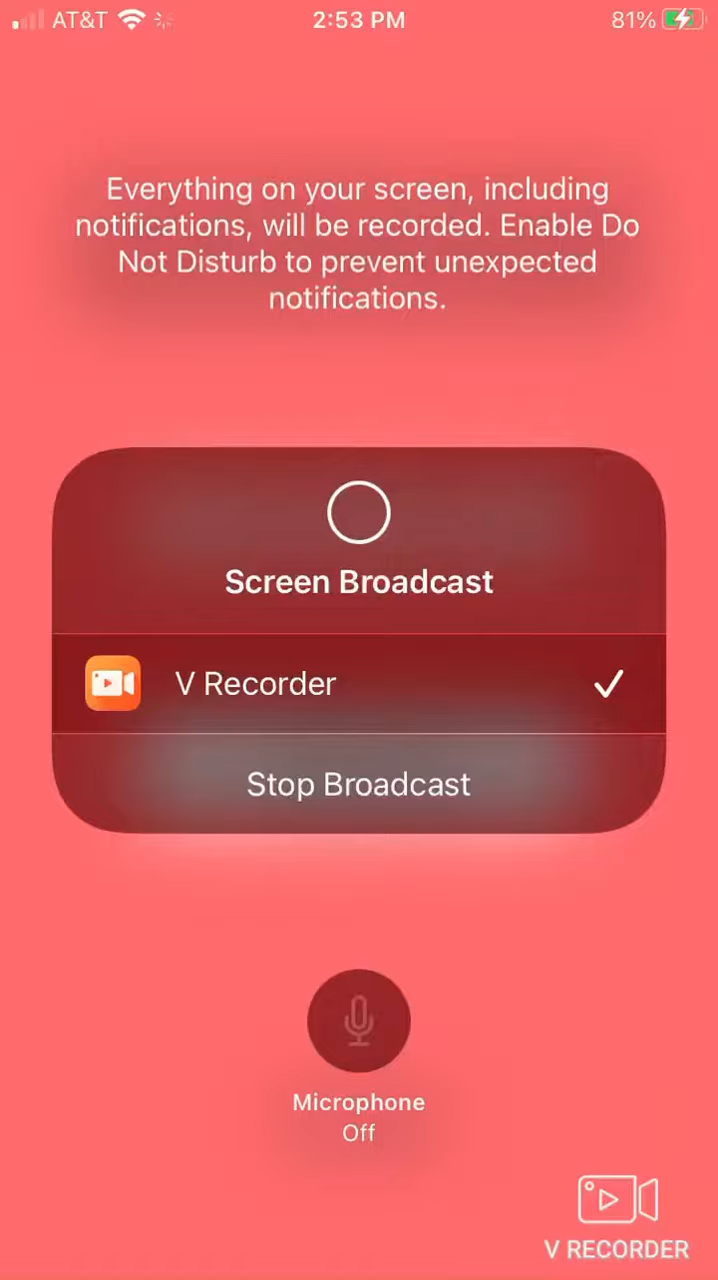 AT&T 2:53 PM 81%
Everything on your screen, including
notifications, will be recorded. Enable Do
Not Disturb to prevent unexpected
notifications.
Screen Broadcast
V Recorder
Stop Broadcast
Microphone
Off
V RECORDER